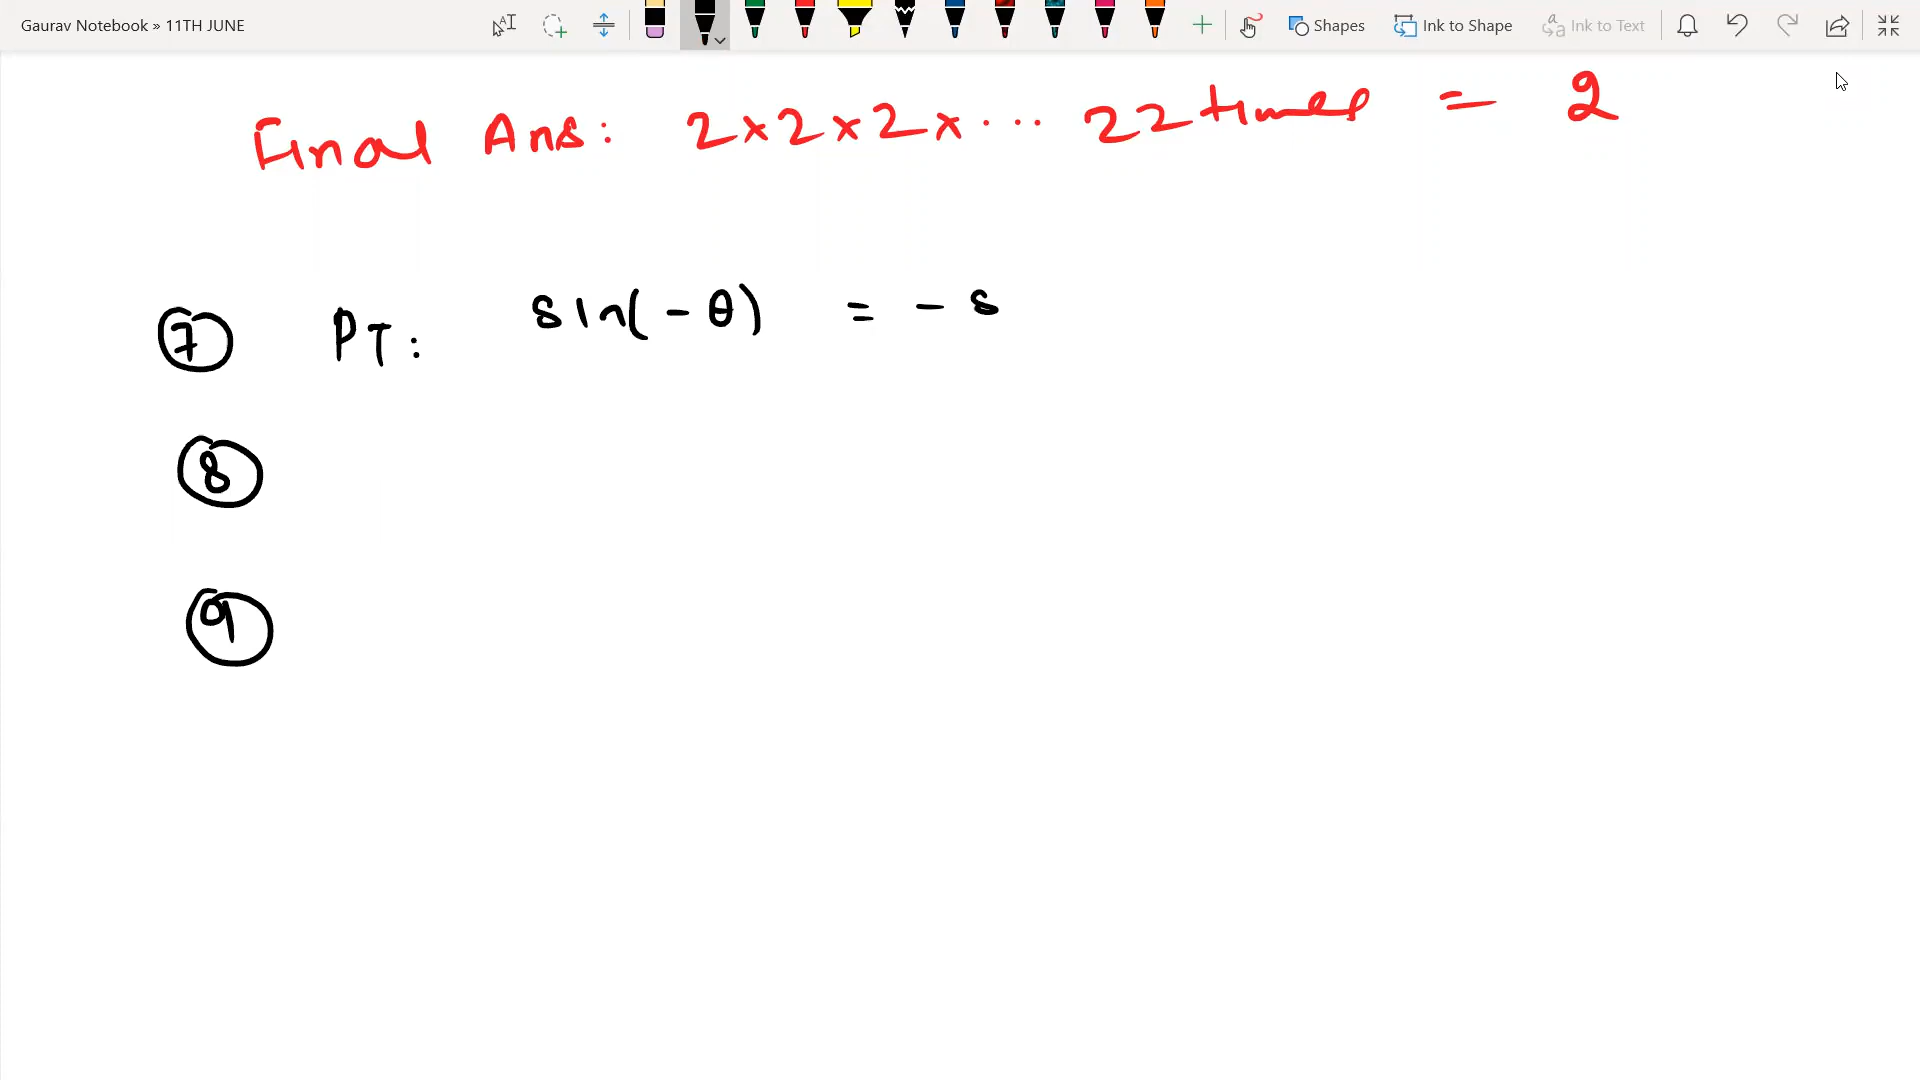 Gaurav Notebook » 11TH JUNE
Shapes
Ink to Shape
Ink to Text
Final Ans: 2×2×2×... 22 times = 2
7 PT: sin(-θ) = - s
8
9